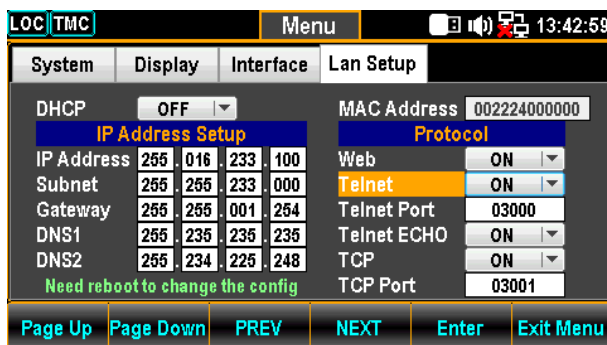 LOC TMC Menu 13:42:59
System Display Interface Lan Setup
DHCP OFF MAC Address 002224000000
IP Address Setup Protocol
IP Address 255 . 016 . 233 . 100 Web ON
Subnet 255 . 255 . 233 . 000 Telnet ON
Gateway 255 . 255 . 001 . 254 Telnet Port 03000
DNS1 255 . 235 . 235 . 235 Telnet ECHO ON
DNS2 255 . 234 . 225 . 248 TCP ON
Need reboot to change the config TCP Port 03001
Page Up Page Down PREV NEXT Enter Exit Menu